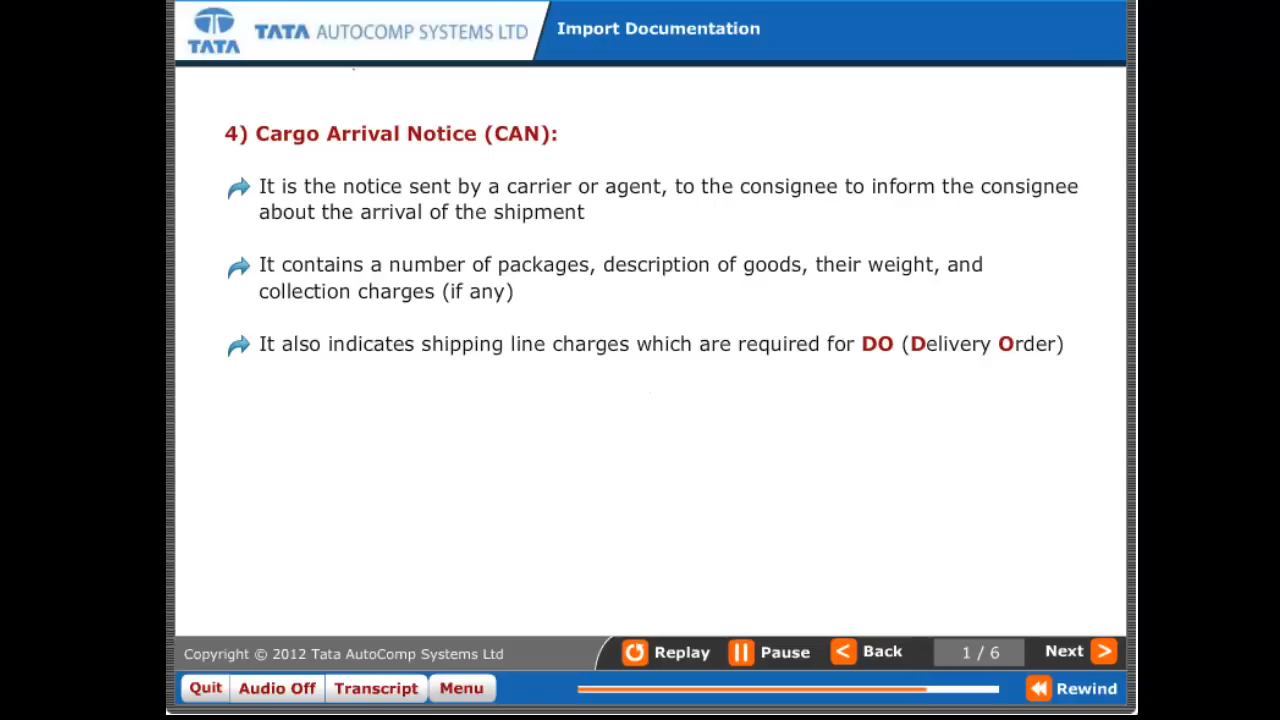 TATA
TATA AUTOCOMP SYSTEMS LTD
Import Documentation
4) Cargo Arrival Notice (CAN):
It is the notice sent by a carrier or agent, to the consignee to inform the consignee
about the arrival of the shipment
It contains a number of packages, description of goods, their weight, and
collection charges (if any)
It also indicates shipping line charges which are required for DO (Delivery Order)
Copyright © 2012 Tata AutoComp Systems Ltd
Replay
Pause
Back
1 / 6
Next
Quit
Audio Off
Transcript
Menu
Rewind